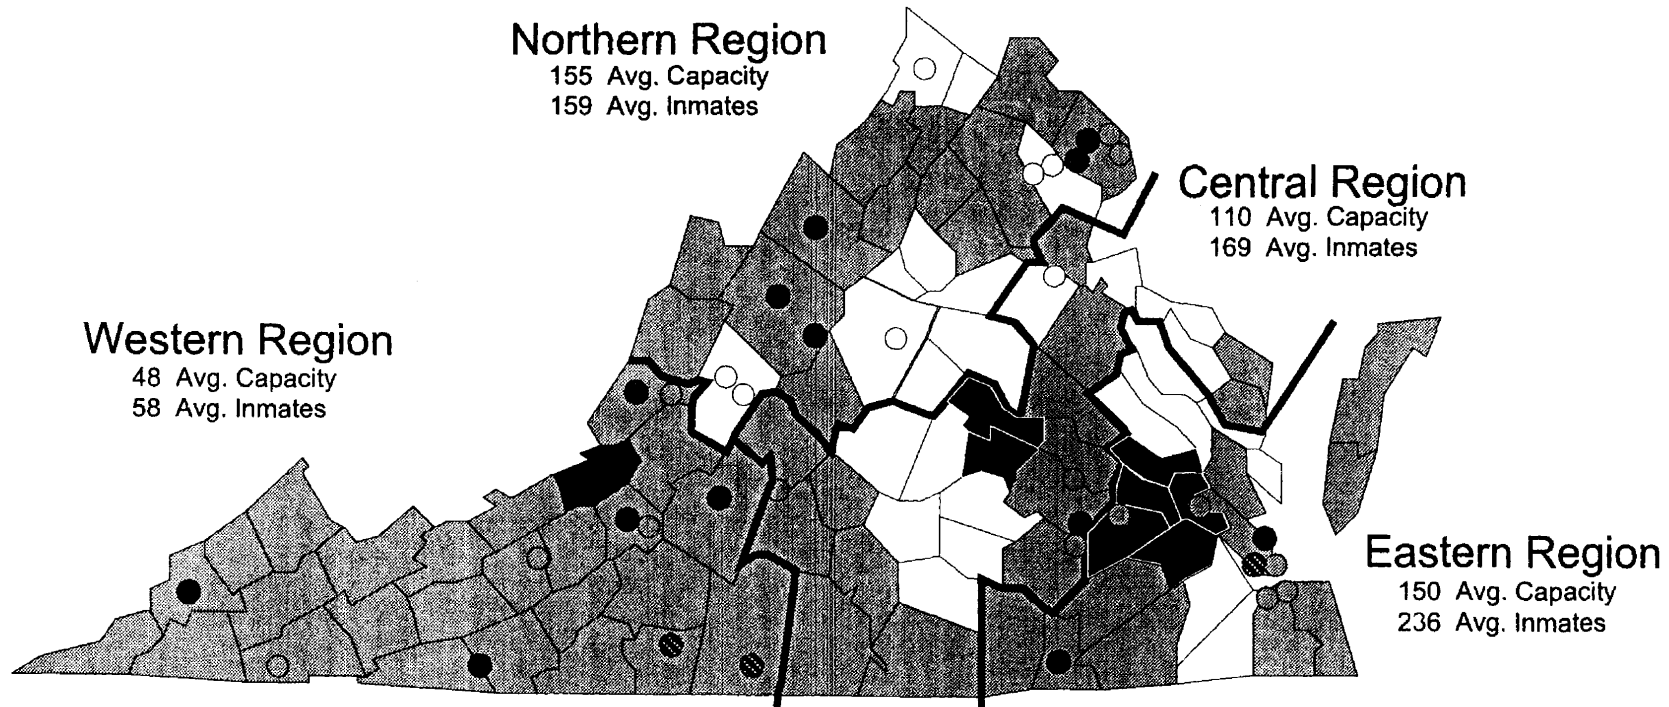 Northern Region
155 Avg. Capacity
159 Avg. Inmates
Central Region
110 Avg. Capacity
169 Avg. Inmates
Western Region
48 Avg. Capacity
58 Avg. Inmates
Eastern Region
150 Avg. Capacity
236 Avg. Inmates